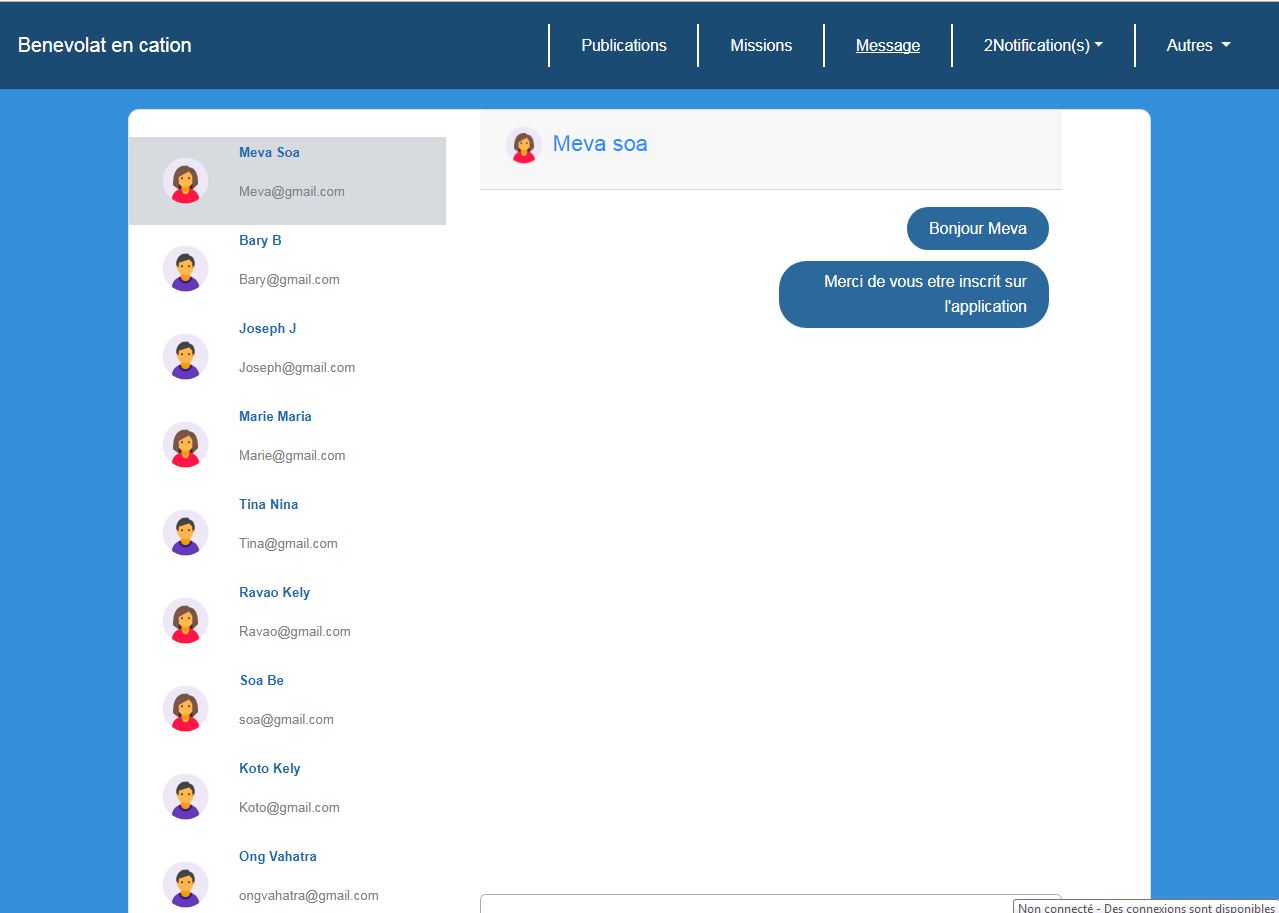 Benevolat en cation
Publications
Missions
Message
2Notification(s)
Autres
Meva Soa
Meva@gmail.com
Bary B
Bary@gmail.com
Joseph J
Joseph@gmail.com
Marie Maria
Marie@gmail.com
Tina Nina
Tina@gmail.com
Ravao Kely
Ravao@gmail.com
Soa Be
soa@gmail.com
Koto Kely
Koto@gmail.com
Ong Vahatra
ongvahatra@gmail.com
Meva soa
Bonjour Meva
Merci de vous etre inscrit sur
l'application
Non connecté - Des connexions sont disponibles